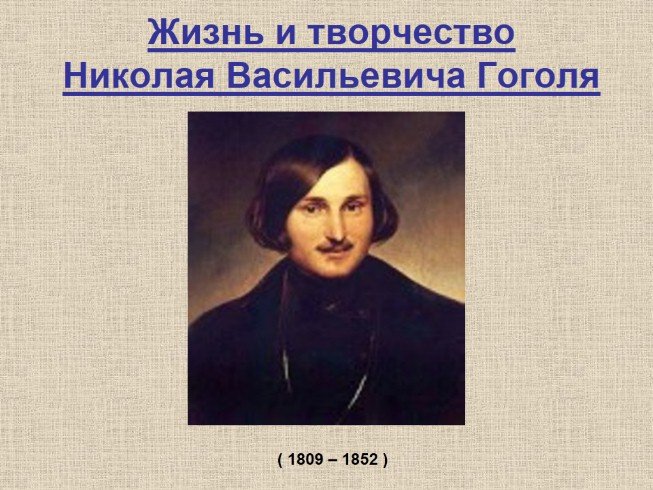 Жизнь и творчество
Николая Васильевича Гоголя
( 1809 – 1852 )